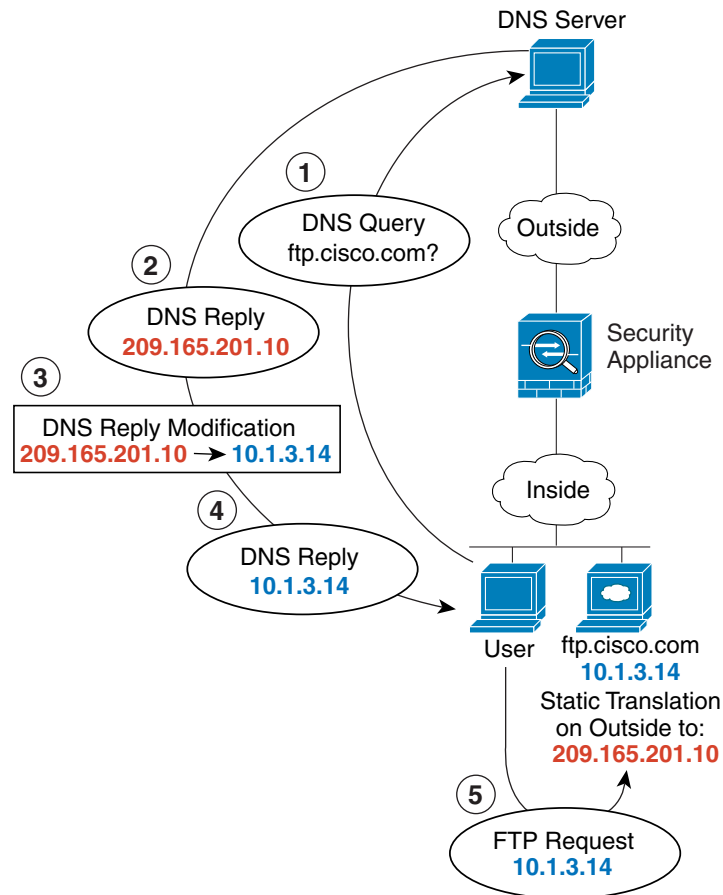 DNS Server
1
DNS Query
ftp.cisco.com?
Outside
2
DNS Reply
209.165.201.10
Security
Appliance
3
DNS Reply Modification
209.165.201.10 → 10.1.3.14
Inside
4
DNS Reply
10.1.3.14
User
ftp.cisco.com
10.1.3.14
Static Translation
on Outside to:
209.165.201.10
5
FTP Request
10.1.3.14